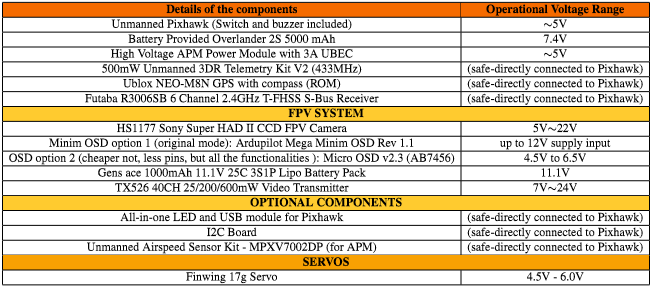 Details of the components Operational Voltage Range
Unmanned Pixhawk (Switch and buzzer included) ∼5V
Battery Provided Overlander 2S 5000 mAh 7.4V
High Voltage APM Power Module with 3A UBEC ∼5V
500mW Unmanned 3DR Telemetry Kit V2 (433MHz) (safe-directly connected to Pixhawk)
Ublox NEO-M8N GPS with compass (ROM) (safe-directly connected to Pixhawk)
Futaba R3006SB 6 Channel 2.4GHz T-FHSS S-Bus Receiver (safe-directly connected to Pixhawk)
FPV SYSTEM
HS1177 Sony Super HAD II CCD FPV Camera 5V∼22V
Minim OSD option 1 (original mode): Ardupilot Mega Minim OSD Rev 1.1 up to 12V supply input
OSD option 2 (cheaper not, less pins, but all the functionalities ): Micro OSD v2.3 (AB7456) 4.5V to 6.5V
Gens ace 1000mAh 11.1V 25C 3S1P Lipo Battery Pack 11.1V
TX526 40CH 25/200/600mW Video Transmitter 7V∼24V
OPTIONAL COMPONENTS
All-in-one LED and USB module for Pixhawk (safe-directly connected to Pixhawk)
I2C Board (safe-directly connected to Pixhawk)
Unmanned Airspeed Sensor Kit - MPXV7002DP (for APM) (safe-directly connected to Pixhawk)
SERVOS
Finwing 17g Servo 4.5V - 6.0V